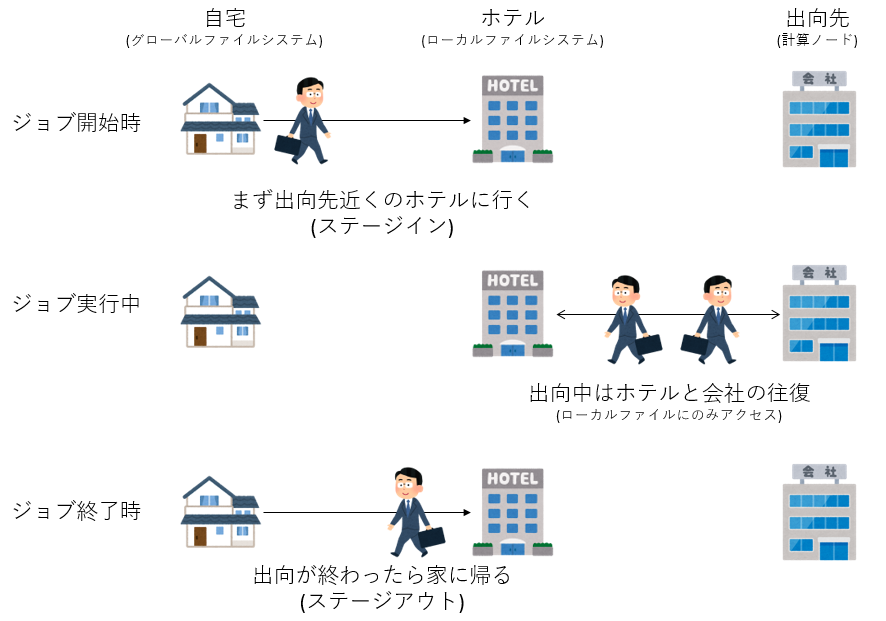 自宅
(グローバルファイルシステム)
ホテル
(ローカルファイルシステム)
出向先
(計算ノード)
ジョブ開始時
HOTEL
会 社
まず出向先近くのホテルに行く
(ステージイン)
ジョブ実行中
HOTEL
会 社
出向中はホテルと会社の往復
(ローカルファイルにのみアクセス)
ジョブ終了時
HOTEL
会 社
出向が終わったら家に帰る
(ステージアウト)